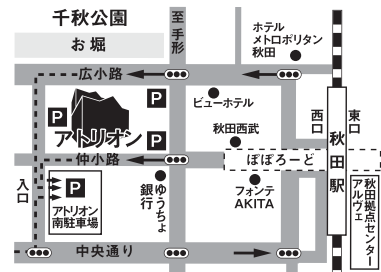 千秋公園
お堀
至手形
ホテル
メトロポリタン
秋田
広小路
P
P
ビューホテル
アトリオン
P
秋田西武
西口
東口
秋田駅
仲小路
ぽぽろーど
入口
P
アトリオン
南駐車場
ゆうちょ
銀行
フォンテ
AKITA
秋田拠点センター
アルヴェ
中央通り